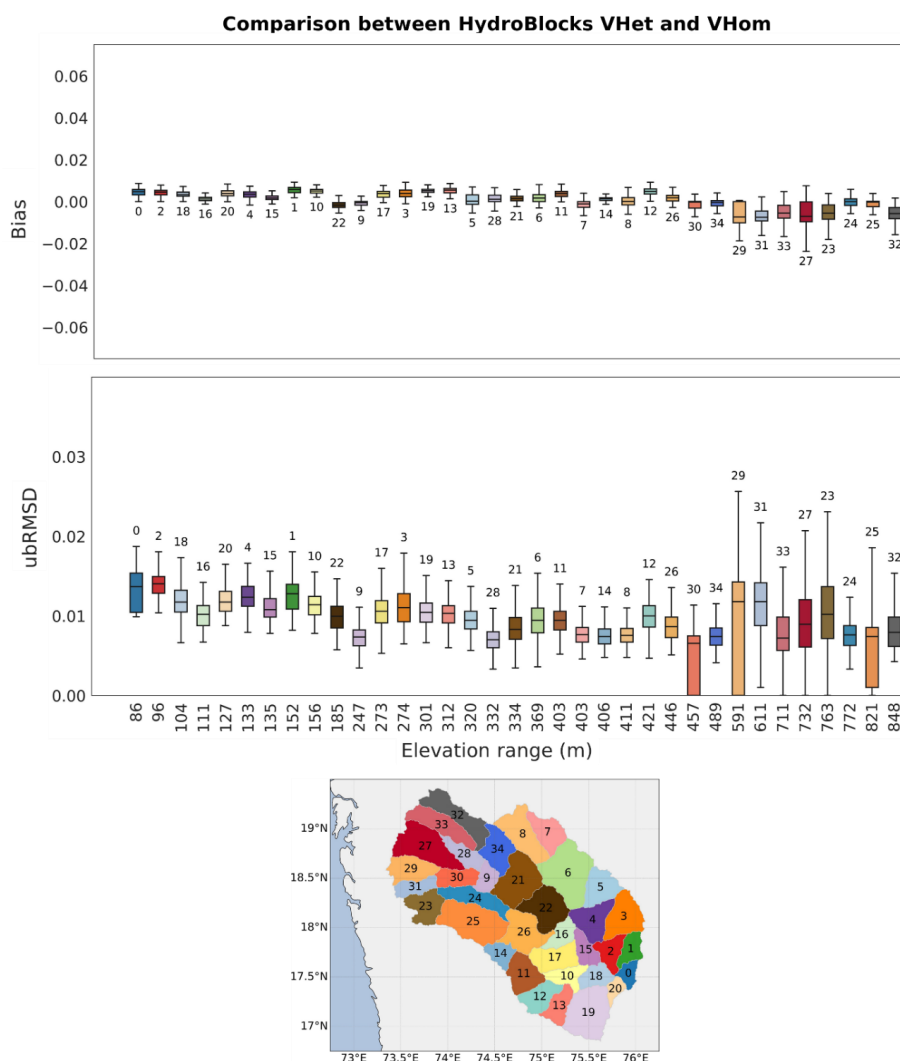 Comparison between HydroBlocks VHet and VHom
0.06
0.04
0.02
0.00
−0.02
−0.04
−0.06
Bias
0 2 18 16 20 4 15 1 10 22 9 17 3 19 13 5 28 21 6 11 7 14 8 12 26 30 34 29 31 33 27 23 24 25 32
0.03
0.02
0.01
0.00
ubRMSD
0 2 18 16 20 4 15 1 10 22 9 17 3 19 13 5 28 21 6 11 7 14 8 12 26 30 34 29 31 33 27 23 24 25 32
86 96 104 111 127 133 135 152 156 185 247 273 274 301 312 320 332 334 369 403 403 406 411 421 446 457 489 591 611 711 732 763 772 821 848
Elevation range (m)
19°N
18.5°N
18°N
17.5°N
17°N
32
33
8 7
27 28 34
29 30 9 21 6 5
31 24
23 25 22 4 3
26 16
14 17 15 2 1
11 10 18 0
12 13 19 20
73°E 73.5°E 74°E 74.5°E 75°E 75.5°E 76°E